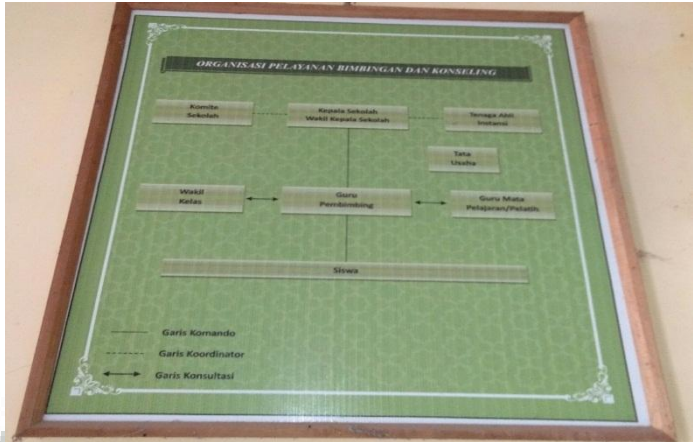 ORGANISASI PELAYANAN BIMBINGAN DAN KONSELING
Komite
Sekolah
Kepala Sekolah
Wakil Kepala Sekolah
Tenaga Ahli
Instansi
Tata
Usaha
Wakil
Kelas
Guru
Pembimbing
Guru Mata
Pelajaran/Pelatih
Siswa
Garis Komando
Garis Koordinator
Garis Konsultasi